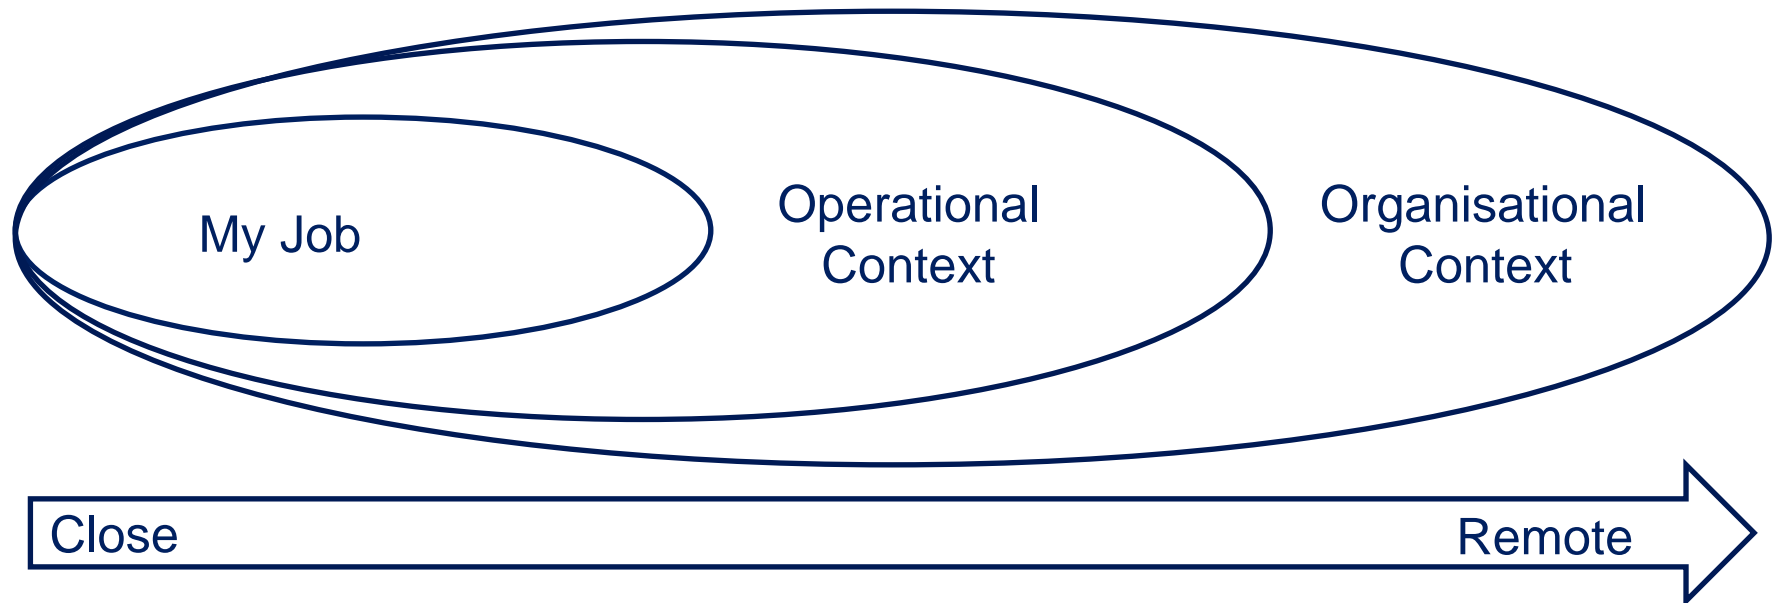 My Job
Operational
Context
Organisational
Context
Close
Remote